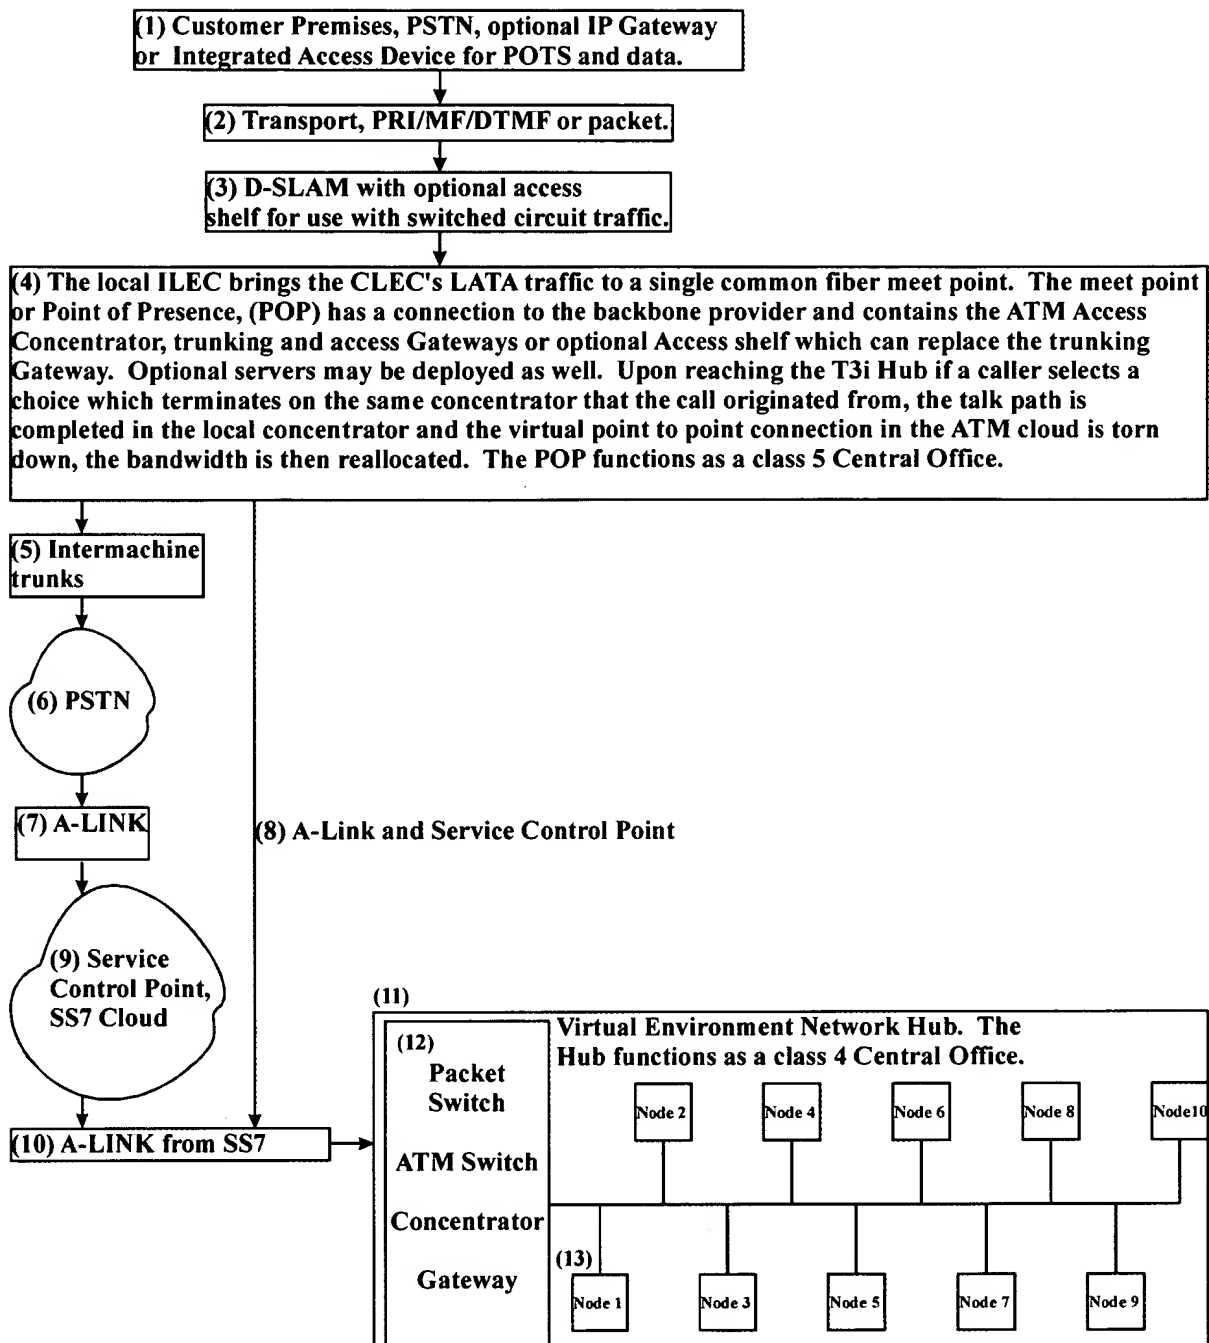 (1) Customer Premises, PSTN, optional IP Gateway
or Integrated Access Device for POTS and data.
(2) Transport, PRI/MF/DTMF or packet.
(3) D-SLAM with optional access
shelf for use with switched circuit traffic.
(4) The local ILEC brings the CLEC's LATA traffic to a single common fiber meet point. The meet point
or Point of Presence, (POP) has a connection to the backbone provider and contains the ATM Access
Concentrator, trunking and access Gateways or optional Access shelf which can replace the trunking
Gateway. Optional servers may be deployed as well. Upon reaching the T3i Hub if a caller selects a
choice which terminates on the same concentrator that the call originated from, the talk path is
completed in the local concentrator and the virtual point to point connection in the ATM cloud is torn
down, the bandwidth is then reallocated. The POP functions as a class 5 Central Office.
(5) Intermachine
trunks
(6) PSTN
(7) A-LINK
(8) A-Link and Service Control Point
(9) Service
Control Point,
SS7 Cloud
(10) A-LINK from SS7
(11)
(12)
Packet
Switch
ATM Switch
Concentrator
Gateway
Virtual Environment Network Hub. The
Hub functions as a class 4 Central Office.
Node 2
Node 4
Node 6
Node 8
Node10
(13)
Node 1
Node 3
Node 5
Node 7
Node 9